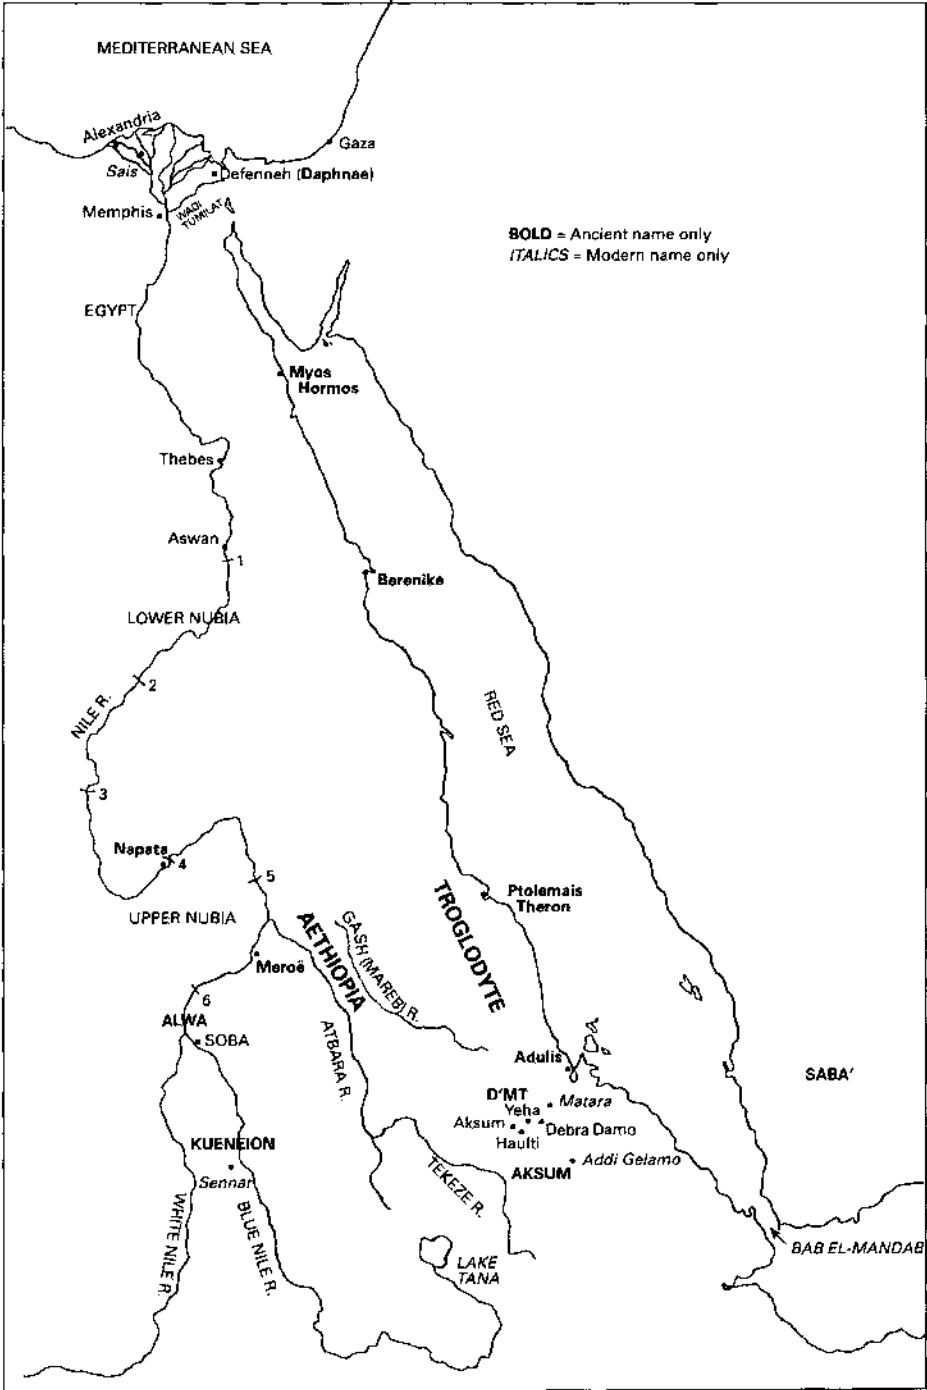 MEDITERRANEAN SEA
Alexandria
Gaza
Sais
Defenneh (Daphnae)
Memphis
WADI
TUMILAT
BOLD = Ancient name only
ITALICS = Modern name only
EGYPT
Myos
Hormos
Thebes
Aswan
1
Berenike
LOWER NUBIA
2
NILE R.
RED SEA
3
Napata
4
5
Ptolemais
Theron
UPPER NUBIA
AETHIOPIA
GASH (MAREB) R.
TROGLODYTE
Meroë
6
ALWA
SOBA
ATBARA R.
Adulis
SABA'
D'MT
Matara
Yeha
Aksum
Debra Damo
Haulti
KUENEION
Addi Gelamo
AKSUM
Sennar
TEKEZE R.
WHITE NILE R.
BLUE NILE R.
LAKE
TANA
BAB EL-MANDAB